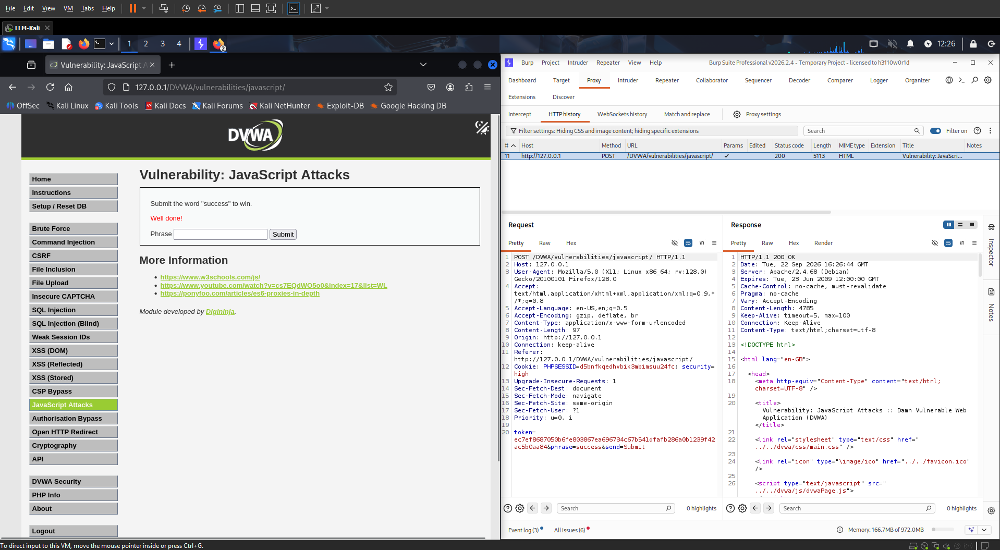 File Edit View VM Tabs Help
LLM-Kali
1 2 3 4
2
12:26
Vulnerability: JavaScript A
127.0.0.1/DVWA/vulnerabilities/javascript/
OffSec Kali Linux Kali Tools Kali Docs Kali Forums Kali NetHunter Exploit-DB Google Hacking DB
DVWA
Home
Instructions
Setup / Reset DB
Brute Force
Command Injection
CSRF
File Inclusion
File Upload
Insecure CAPTCHA
SQL Injection
SQL Injection (Blind)
Weak Session IDs
XSS (DOM)
XSS (Reflected)
XSS (Stored)
CSP Bypass
JavaScript Attacks
Authorisation Bypass
Open HTTP Redirect
Cryptography
API
DVWA Security
PHP Info
About
Logout
Vulnerability: JavaScript Attacks
Submit the word "success" to win.
Well done!
Phrase Submit
More Information
https://www.w3schools.com/js/
https://www.youtube.com/watch?v=cs7EQdWO5o0&index=17&list=WL
https://ponyfoo.com/articles/es6-proxies-in-depth
Module developed by Digininja.
Burp Project Intruder Repeater View Help Burp Suite Professional v2026.2.4 - Temporary Project - licensed to h3110w0r1d
Dashboard Target Proxy Intruder Repeater Collaborator Sequencer Decoder Comparer Logger Organizer
Extensions Discover
Intercept HTTP history WebSockets history Match and replace Proxy settings
Filter settings: Hiding CSS and image content; hiding specific extensions Search Filter on
# Host Method URL Params Edited Status code Length MIME type Extension Title Notes
11 http://127.0.0.1 POST /DVWA/vulnerabilities/javascript/ ✓ 200 5113 HTML Vulnerability: JavaScri...
Request
Pretty Raw Hex \n
1 POST /DVWA/vulnerabilities/javascript/ HTTP/1.1
2 Host: 127.0.0.1
3 User-Agent: Mozilla/5.0 (X11; Linux x86_64; rv:128.0)
Gecko/20100101 Firefox/128.0
4 Accept:
text/html,application/xhtml+xml,application/xml;q=0.9,*
/*;q=0.8
5 Accept-Language: en-US,en;q=0.5
6 Accept-Encoding: gzip, deflate, br
7 Content-Type: application/x-www-form-urlencoded
8 Content-Length: 97
9 Origin: http://127.0.0.1
10 Connection: keep-alive
11 Referer:
http://127.0.0.1/DVWA/vulnerabilities/javascript/
12 Cookie: PHPSESSID=d5bnfkqedhvbik3mbimsuu24fc; security=
high
13 Upgrade-Insecure-Requests: 1
14 Sec-Fetch-Dest: document
15 Sec-Fetch-Mode: navigate
16 Sec-Fetch-Site: same-origin
17 Sec-Fetch-User: ?1
18 Priority: u=0, i
19
20 token=
ec7ef8687050b6fe803867ea696734c67b541dfafb286a0b1239f42
ac5b0aa84&phrase=success&send=Submit
Search 0 highlights
Response
Pretty Raw Hex Render \n
1 HTTP/1.1 200 OK
2 Date: Tue, 22 Sep 2026 16:26:44 GMT
3 Server: Apache/2.4.68 (Debian)
4 Expires: Tue, 23 Jun 2009 12:00:00 GMT
5 Cache-Control: no-cache, must-revalidate
6 Pragma: no-cache
7 Vary: Accept-Encoding
8 Content-Length: 4785
9 Keep-Alive: timeout=5, max=100
10 Connection: Keep-Alive
11 Content-Type: text/html;charset=utf-8
12
13 <!DOCTYPE html>
14
15 <html lang="en-GB">
16
17 <head>
18 <meta http-equiv="Content-Type" content="text/html;
charset=UTF-8" />
19
20 <title>
Vulnerability: JavaScript Attacks :: Damn Vulnerable Web
Application (DVWA)
</title>
21
22 <link rel="stylesheet" type="text/css" href="
../../dvwa/css/main.css" />
23
24 <link rel="icon" type="\image/ico" href="../../favicon.ico"
/>
25
26 <script type="text/javascript" src="
../../dvwa/js/dvwaPage.js">
Search 0 highlights
Inspector
Notes
Event log (3) All issues (6) Memory: 166.7MB of 972.0MB
To direct input to this VM, move the mouse pointer inside or press Ctrl+G.